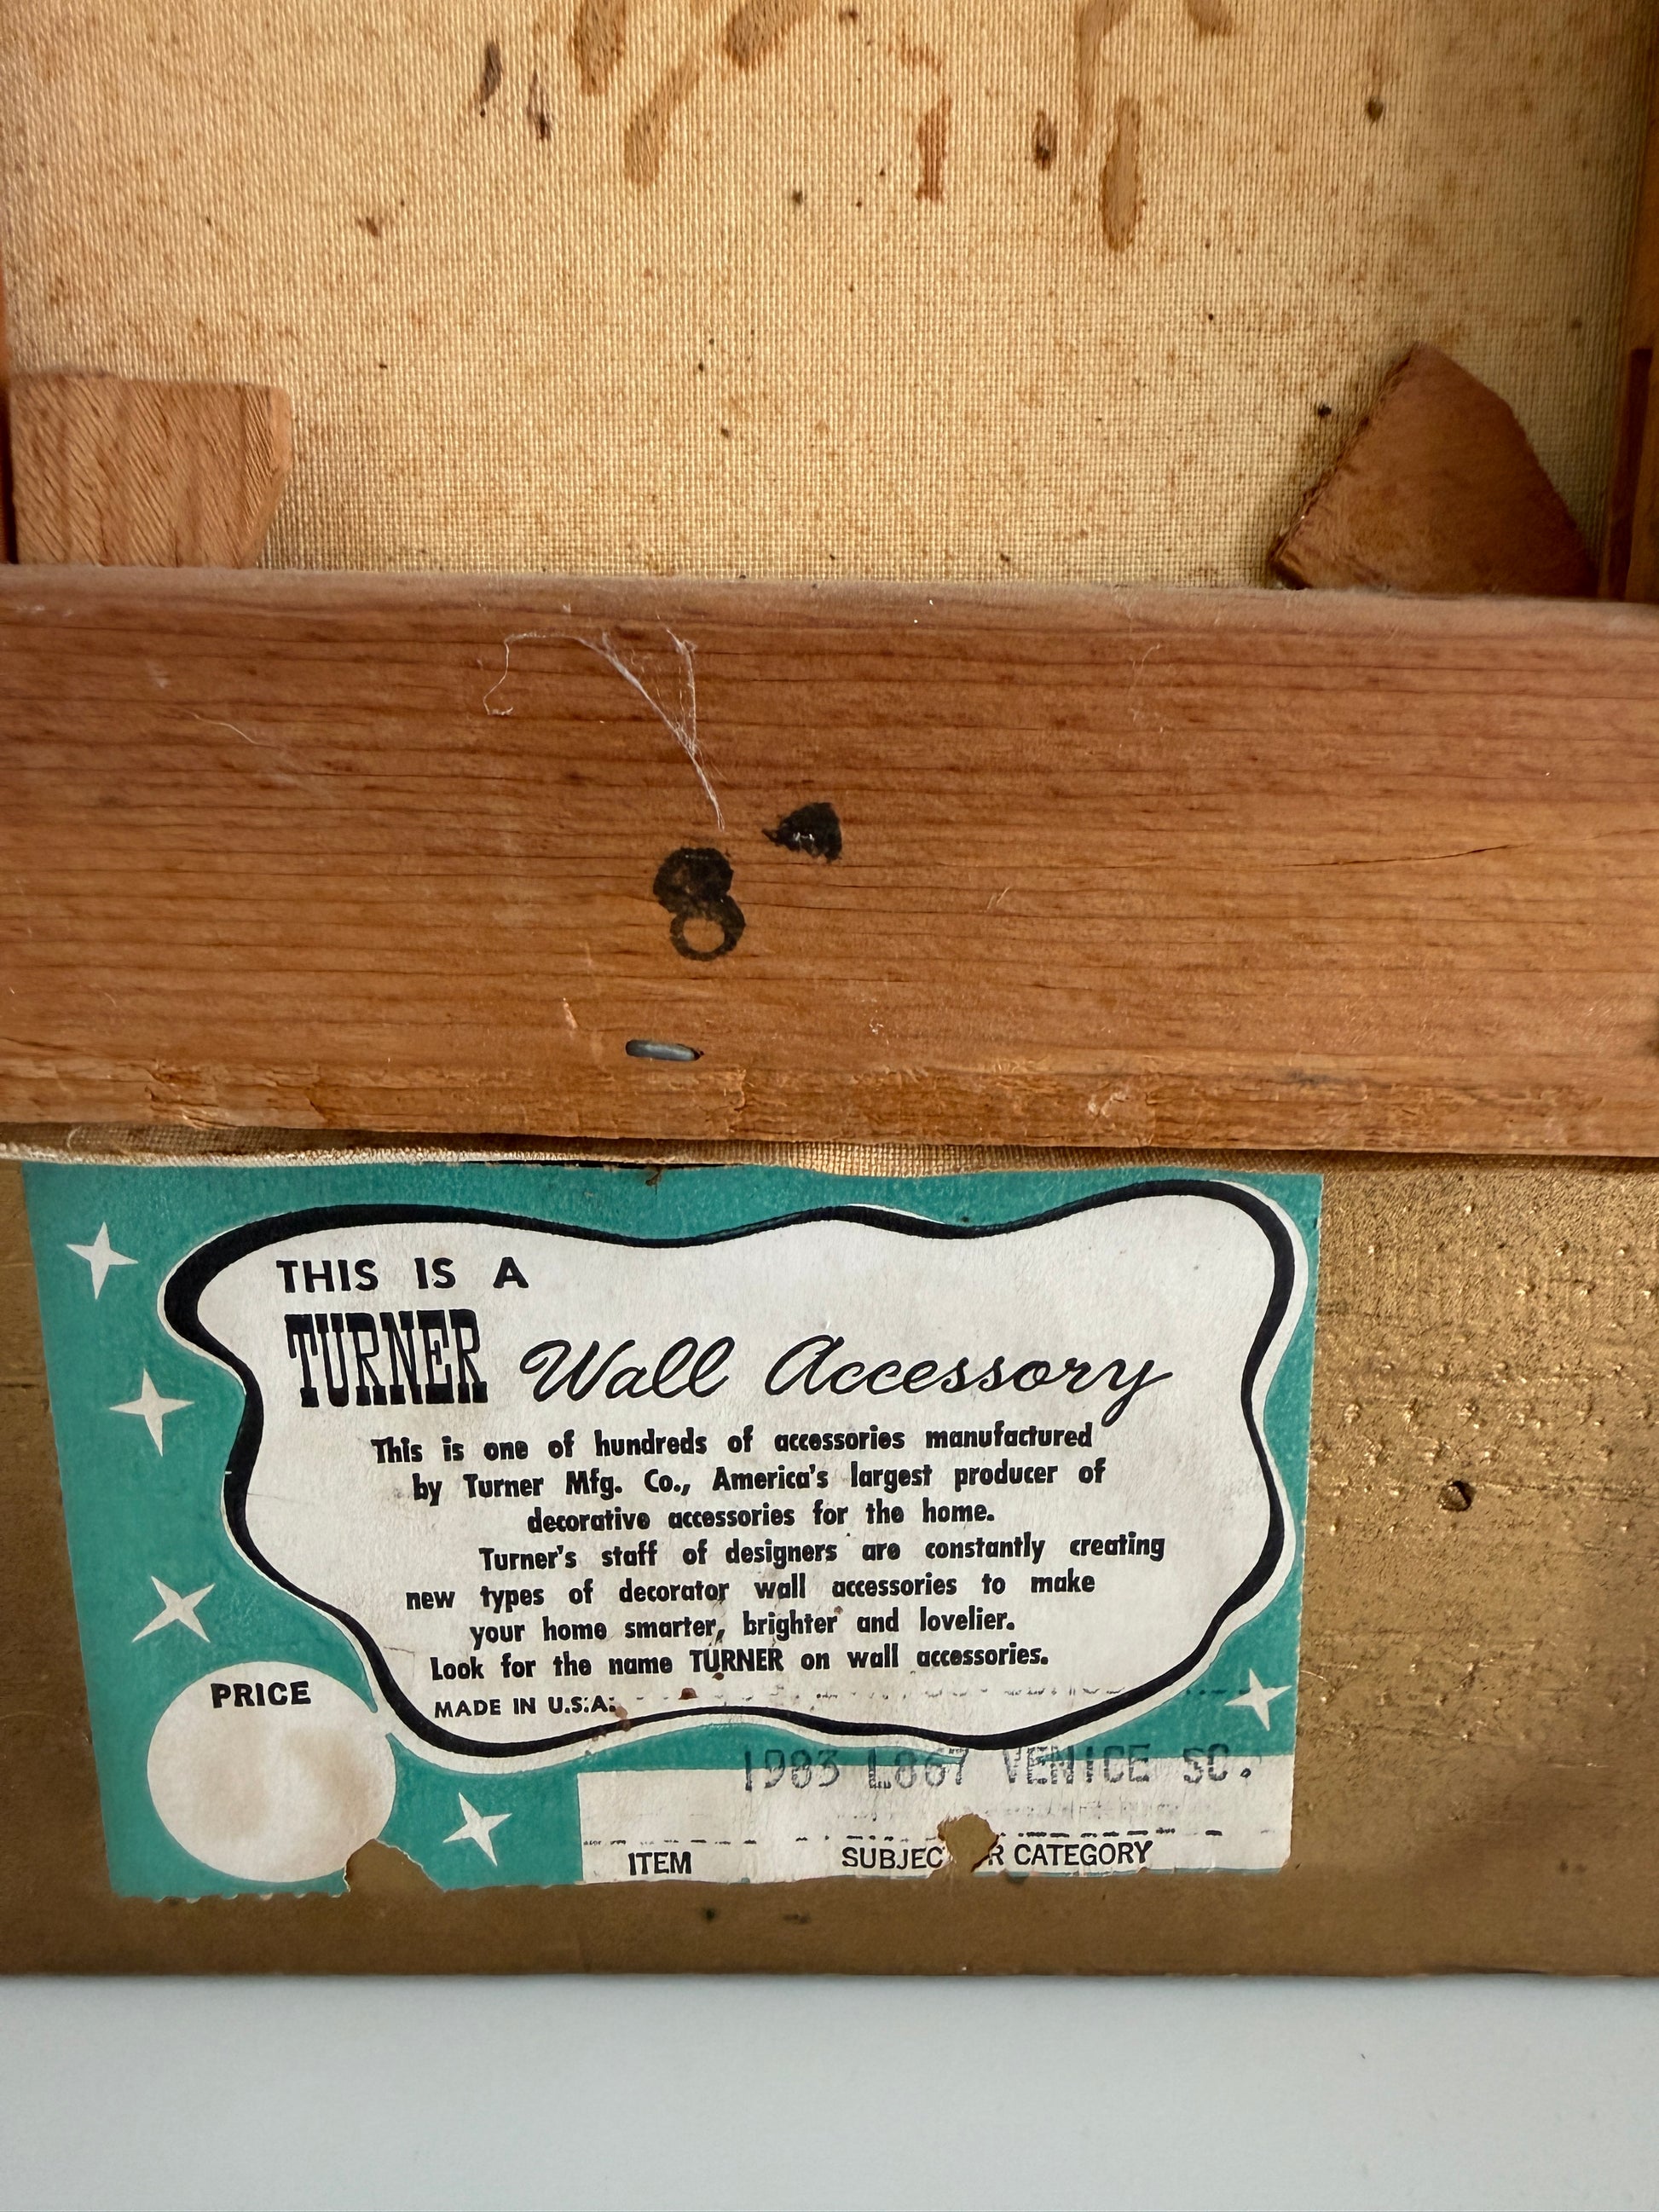 8
THIS IS A
TURNER Wall Accessory
This is one of hundreds of accessories manufactured
by Turner Mfg. Co., America's largest producer of
decorative accessories for the home.
Turner's staff of designers are constantly creating
new types of decorator wall accessories to make
your home smarter, brighter and lovelier.
Look for the name TURNER on wall accessories.
MADE IN U.S.A.
PRICE
1903 L867 VENICE SC.
ITEM
SUBJEC R CATEGORY